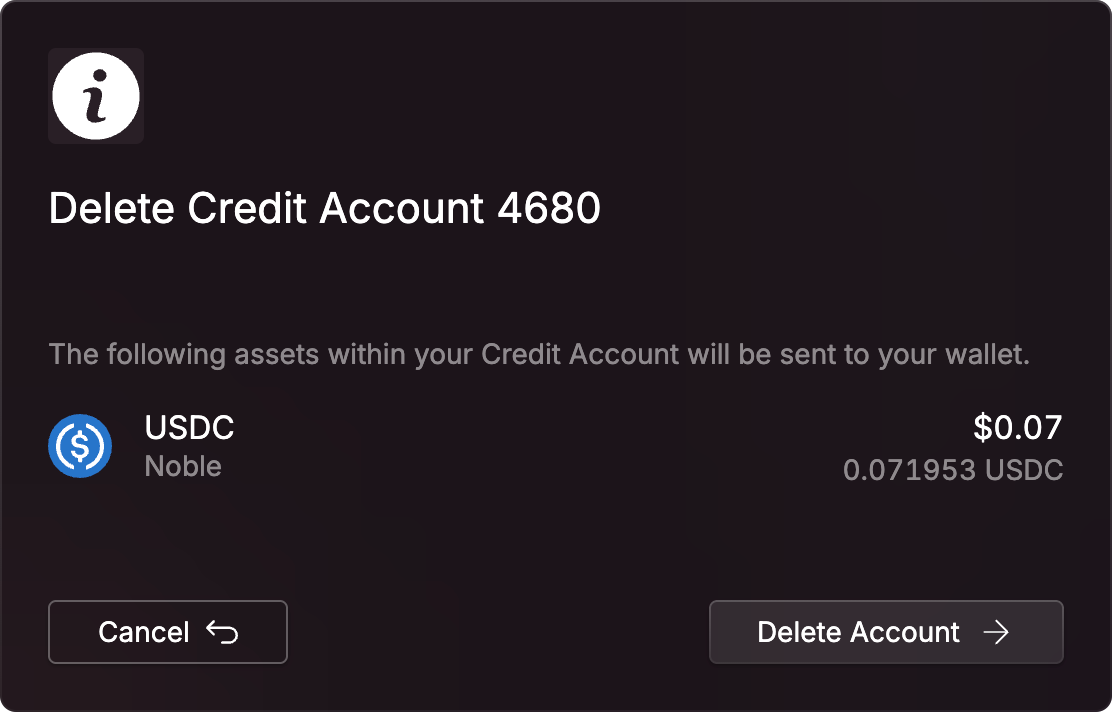 Delete Credit Account 4680
The following assets within your Credit Account will be sent to your wallet.
USDC
$0.07
Noble
0.071953 USDC
Cancel
Delete Account